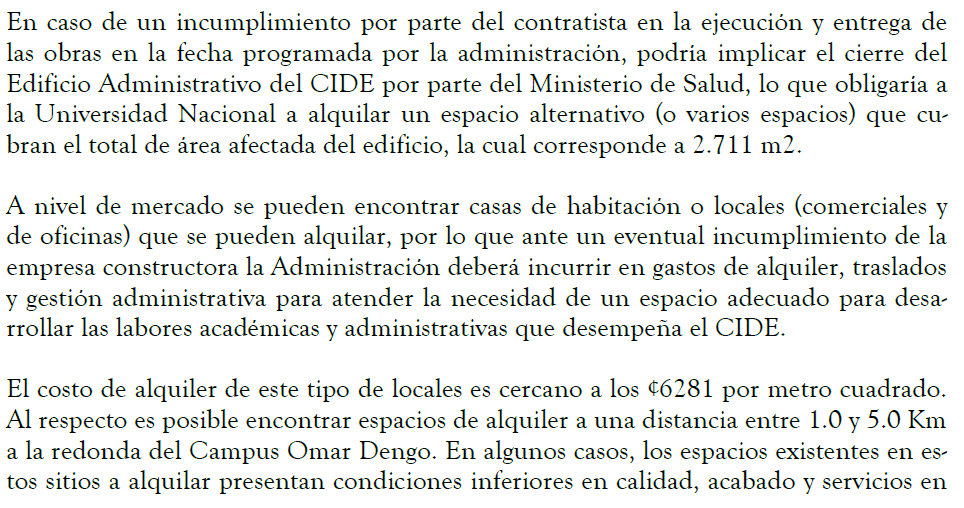 En caso de un incumplimiento por parte del contratista en la ejecución y entrega de
las obras en la fecha programada por la administración, podría implicar el cierre del
Edificio Administrativo del CIDE por parte del Ministerio de Salud, lo que obligaría a
la Universidad Nacional a alquilar un espacio alternativo (o varios espacios) que cu-
bran el total de área afectada del edificio, la cual corresponde a 2.711 m2.
A nivel de mercado se pueden encontrar casas de habitación o locales (comerciales y
de oficinas) que se pueden alquilar, por lo que ante un eventual incumplimiento de la
empresa constructora la Administración deberá incurrir en gastos de alquiler, traslados
y gestión administrativa para atender la necesidad de un espacio adecuado para desa-
rrollar las labores académicas y administrativas que desempeña el CIDE.
El costo de alquiler de este tipo de locales es cercano a los ¢6281 por metro cuadrado.
Al respecto es posible encontrar espacios de alquiler a una distancia entre 1.0 y 5.0 Km
a la redonda del Campus Omar Dengo. En algunos casos, los espacios existentes en es-
tos sitios a alquilar presentan condiciones inferiores en calidad, acabado y servicios en